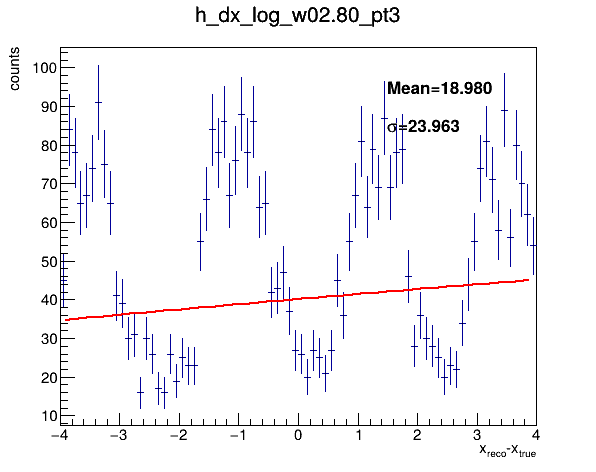 h_dx_log_w02.80_pt3
counts
100
90
80
70
60
50
40
30
20
10
Mean=18.980
σ=23.963
−4 −3 −2 −1 0 1 2 3 4
x_reco-x_true